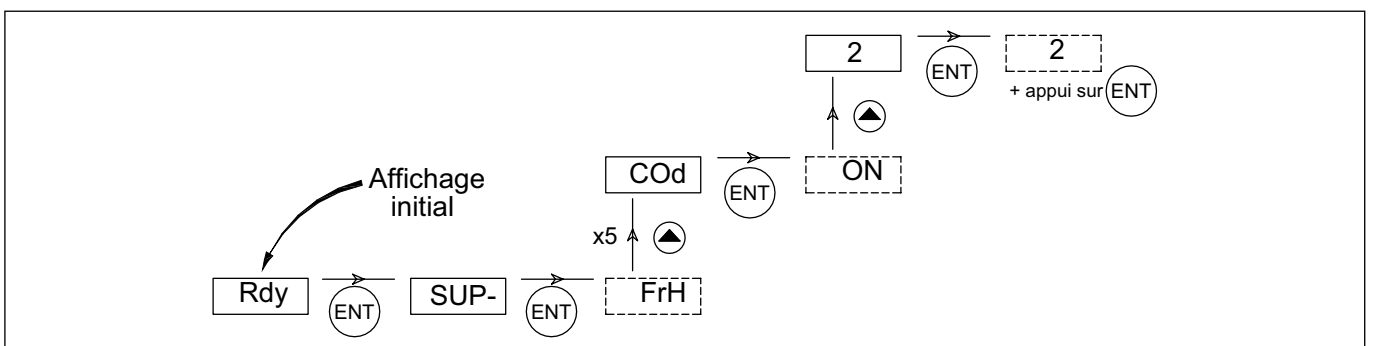 2
ENT
2
+ appui sur ENT
COd
ENT
ON
Affichage
initial
x5
Rdy
ENT
SUP-
ENT
FrH